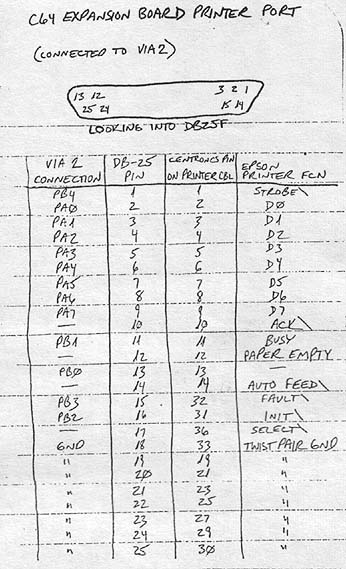 C64 EXPANSION BOARD PRINTER PORT
(CONNECTED TO VIA 2)
13 12 3 2 1
25 24 15 14
LOOKING INTO DB25F
VIA 2 CONNECTION DB-25 PIN CENTRONICS PIN ON PRINTER CBL EPSON PRINTER FCN
PB4 1 1 STROBE\
PA0 2 2 D0
PA1 3 3 D1
PA2 4 4 D2
PA3 5 5 D3
PA4 6 6 D4
PA5 7 7 D5
PA6 8 8 D6
PA7 9 9 D7
— 10 10 ACK\
PB1 11 11 BUSY
— 12 12 PAPER EMPTY
PB0 13 13 —
— 14 14 AUTO FEED\
PB3 15 32 FAULT\
PB2 16 31 INIT\
— 17 36 SELECT\
GND 18 33 TWIST PAIR GND
" 19 19 "
" 20 21 "
" 21 23 "
" 22 25 "
" 23 27 "
" 24 29 "
" 25 30 "